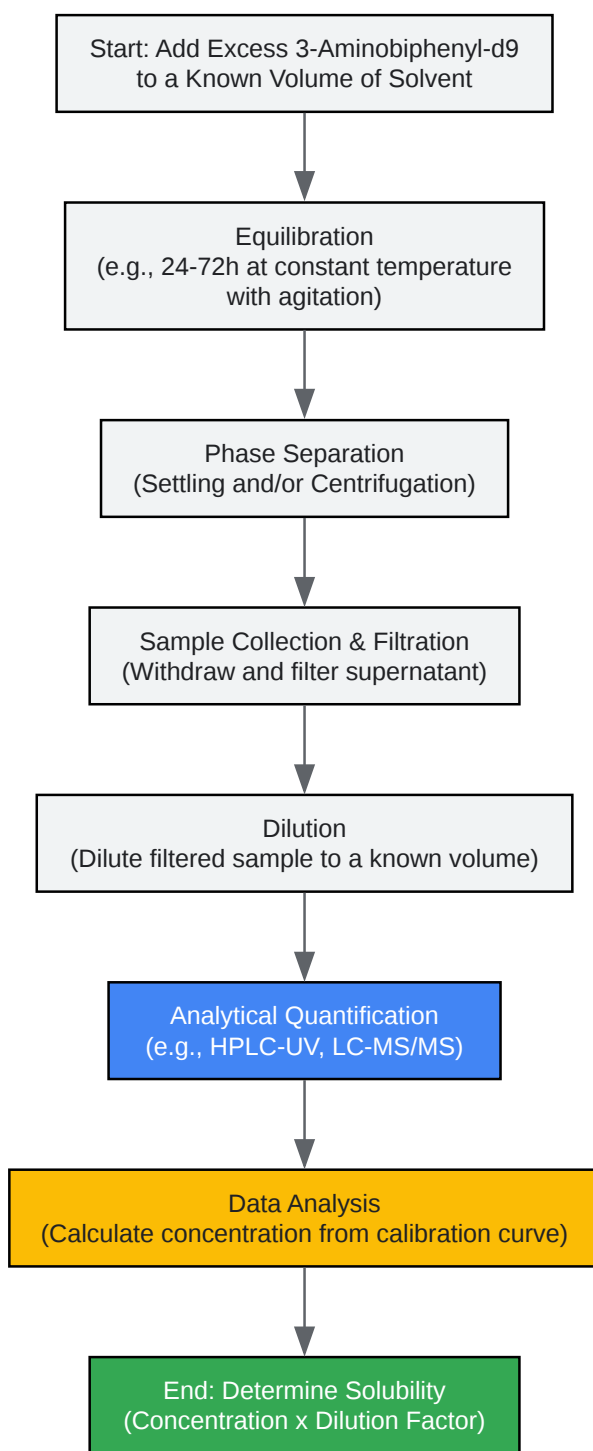 Start: Add Excess 3-Aminobiphenyl-d9
to a Known Volume of Solvent
Equilibration
(e.g., 24-72h at constant temperature
with agitation)
Phase Separation
(Settling and/or Centrifugation)
Sample Collection & Filtration
(Withdraw and filter supernatant)
Dilution
(Dilute filtered sample to a known volume)
Analytical Quantification
(e.g., HPLC-UV, LC-MS/MS)
Data Analysis
(Calculate concentration from calibration curve)
End: Determine Solubility
(Concentration x Dilution Factor)